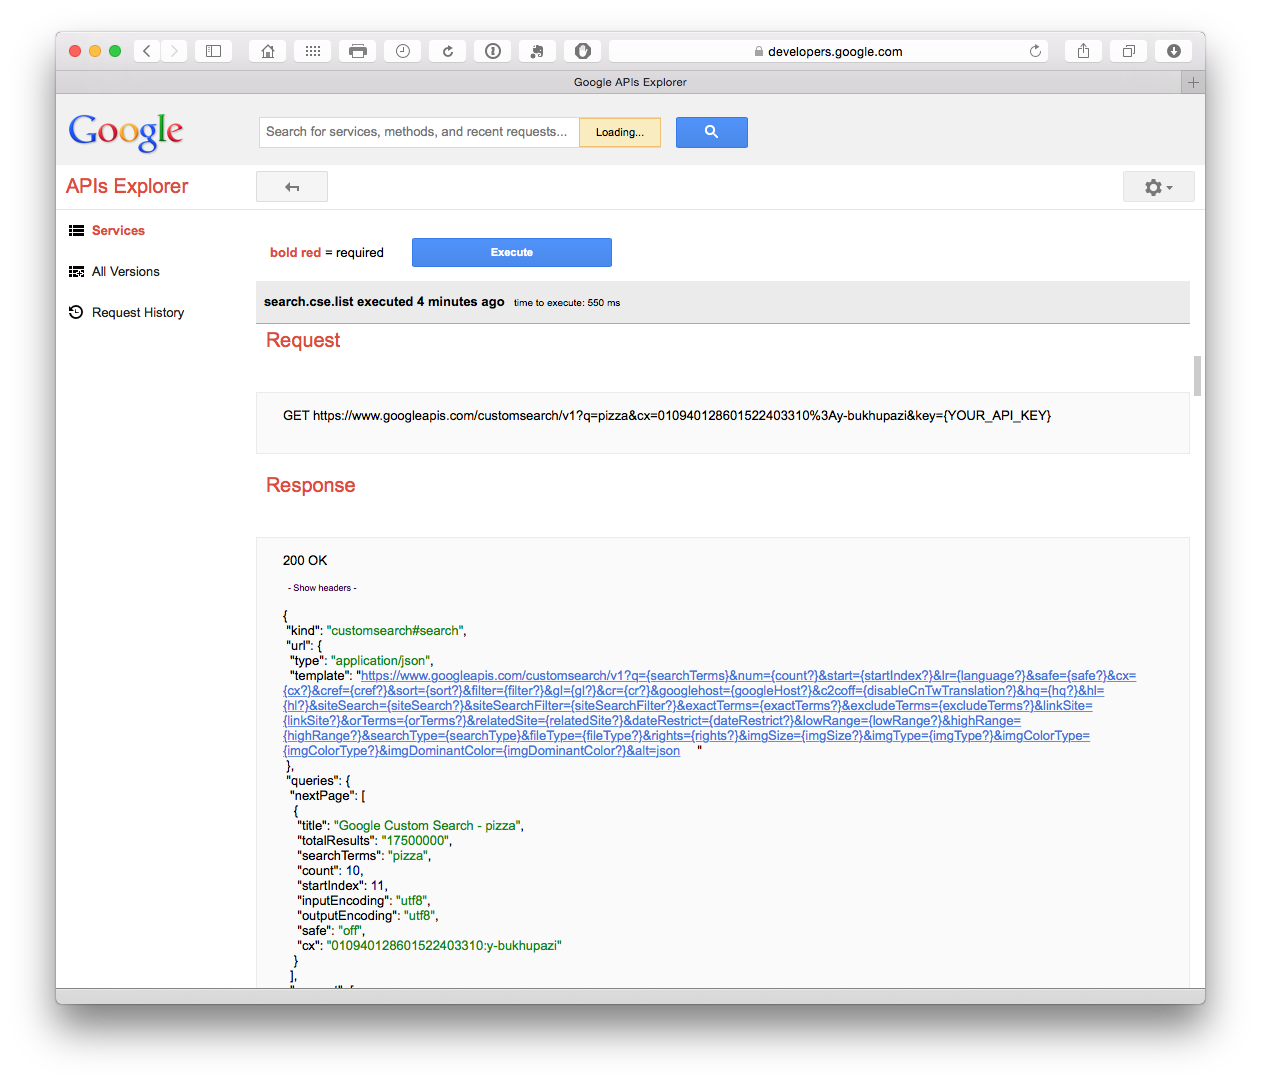 developers.google.com
Google APIs Explorer
Google
Search for services, methods, and recent requests...
Loading...
APIs Explorer
Services
All Versions
Request History
bold red = required
Execute
search.cse.list executed 4 minutes ago time to execute: 550 ms
Request
GET https://www.googleapis.com/customsearch/v1?q=pizza&cx=010940128601522403310%3Ay-bukhupazi&key={YOUR_API_KEY}
Response
200 OK
- Show headers -
{
"kind": "customsearch#search",
"url": {
"type": "application/json",
"template": "https://www.googleapis.com/customsearch/v1?q={searchTerms}&num={count?}&start={startIndex?}&lr={language?}&safe={safe?}&cx=
{cx?}&cref={cref?}&sort={sort?}&filter={filter?}&gl={gl?}&cr={cr?}&googlehost={googleHost?}&c2coff={disableCnTwTranslation?}&hq={hq?}&hl=
{hl?}&siteSearch={siteSearch?}&siteSearchFilter={siteSearchFilter?}&exactTerms={exactTerms?}&excludeTerms={excludeTerms?}&linkSite=
{linkSite?}&orTerms={orTerms?}&relatedSite={relatedSite?}&dateRestrict={dateRestrict?}&lowRange={lowRange?}&highRange=
{highRange?}&searchType={searchType}&fileType={fileType?}&rights={rights?}&imgSize={imgSize?}&imgType={imgType?}&imgColorType=
{imgColorType?}&imgDominantColor={imgDominantColor?}&alt=json "
},
"queries": {
"nextPage": [
{
"title": "Google Custom Search - pizza",
"totalResults": "17500000",
"searchTerms": "pizza",
"count": 10,
"startIndex": 11,
"inputEncoding": "utf8",
"outputEncoding": "utf8",
"safe": "off",
"cx": "010940128601522403310:y-bukhupazi"
}
],